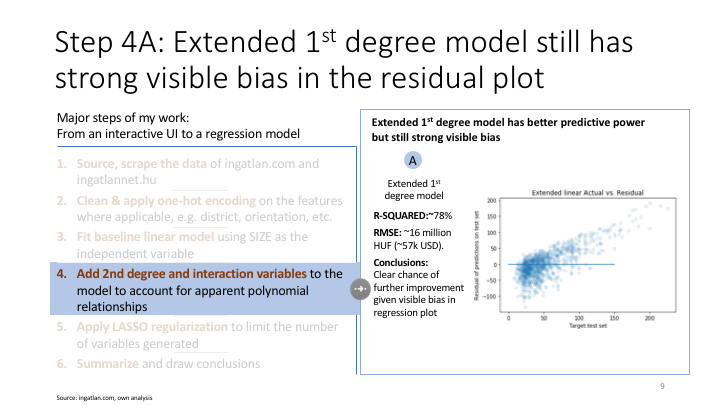 Step 4A: Extended 1st degree model still has
strong visible bias in the residual plot
Major steps of my work:
From an interactive UI to a regression model
1. Source, scrape the data of ingatlan.com and
ingatlannet.hu
2. Clean & apply one-hot encoding on the features
where applicable, e.g. district, orientation, etc.
3. Fit baseline linear model using SIZE as the
independent variable
4. Add 2nd degree and interaction variables to the
model to account for apparent polynomial
relationships
5. Apply LASSO regularization to limit the number
of variables generated
6. Summarize and draw conclusions
Extended 1st degree model has better predictive power
but still strong visible bias
A
Extended 1st
degree model
R-SQUARED:~78%
RMSE: ~16 million
HUF (~57k USD).
Conclusions:
Clear chance of
further improvement
given visible bias in
regression plot
Extended linear Actual vs. Residual
Residual of predictions on test set
200
150
100
50
0
−50
−100
0 50 100 150 200
Target test set
Source: ingatlan.com, own analysis
9